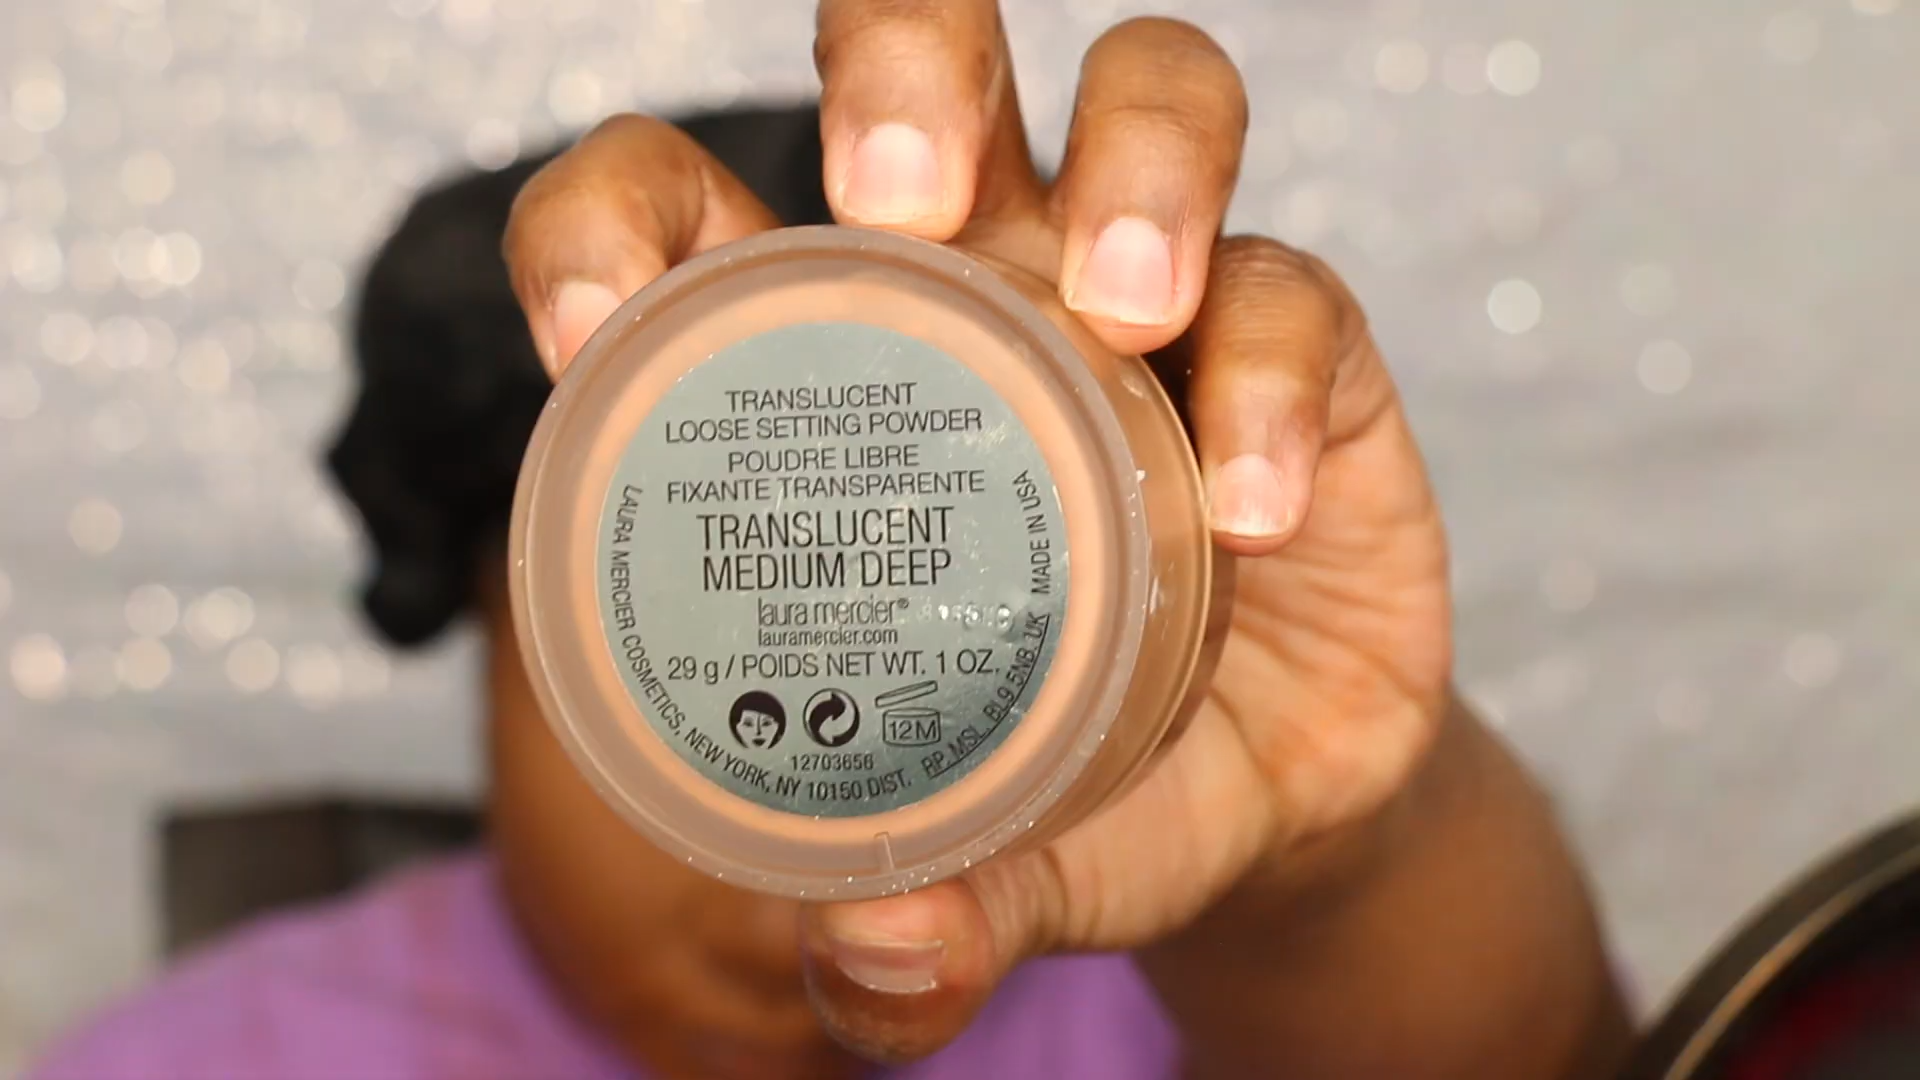 TRANSLUCENT
LOOSE SETTING POWDER
POUDRE LIBRE
FIXANTE TRANSPARENTE
TRANSLUCENT
MEDIUM DEEP
laura mercier®
lauramercier.com
29 g / POIDS NET WT. 1 OZ.
12M
12703656
LAURA MERCIER COSMETICS, NEW YORK, NY 10150 DIST. RP. MSL BL9 5NB. UK MADE IN USA